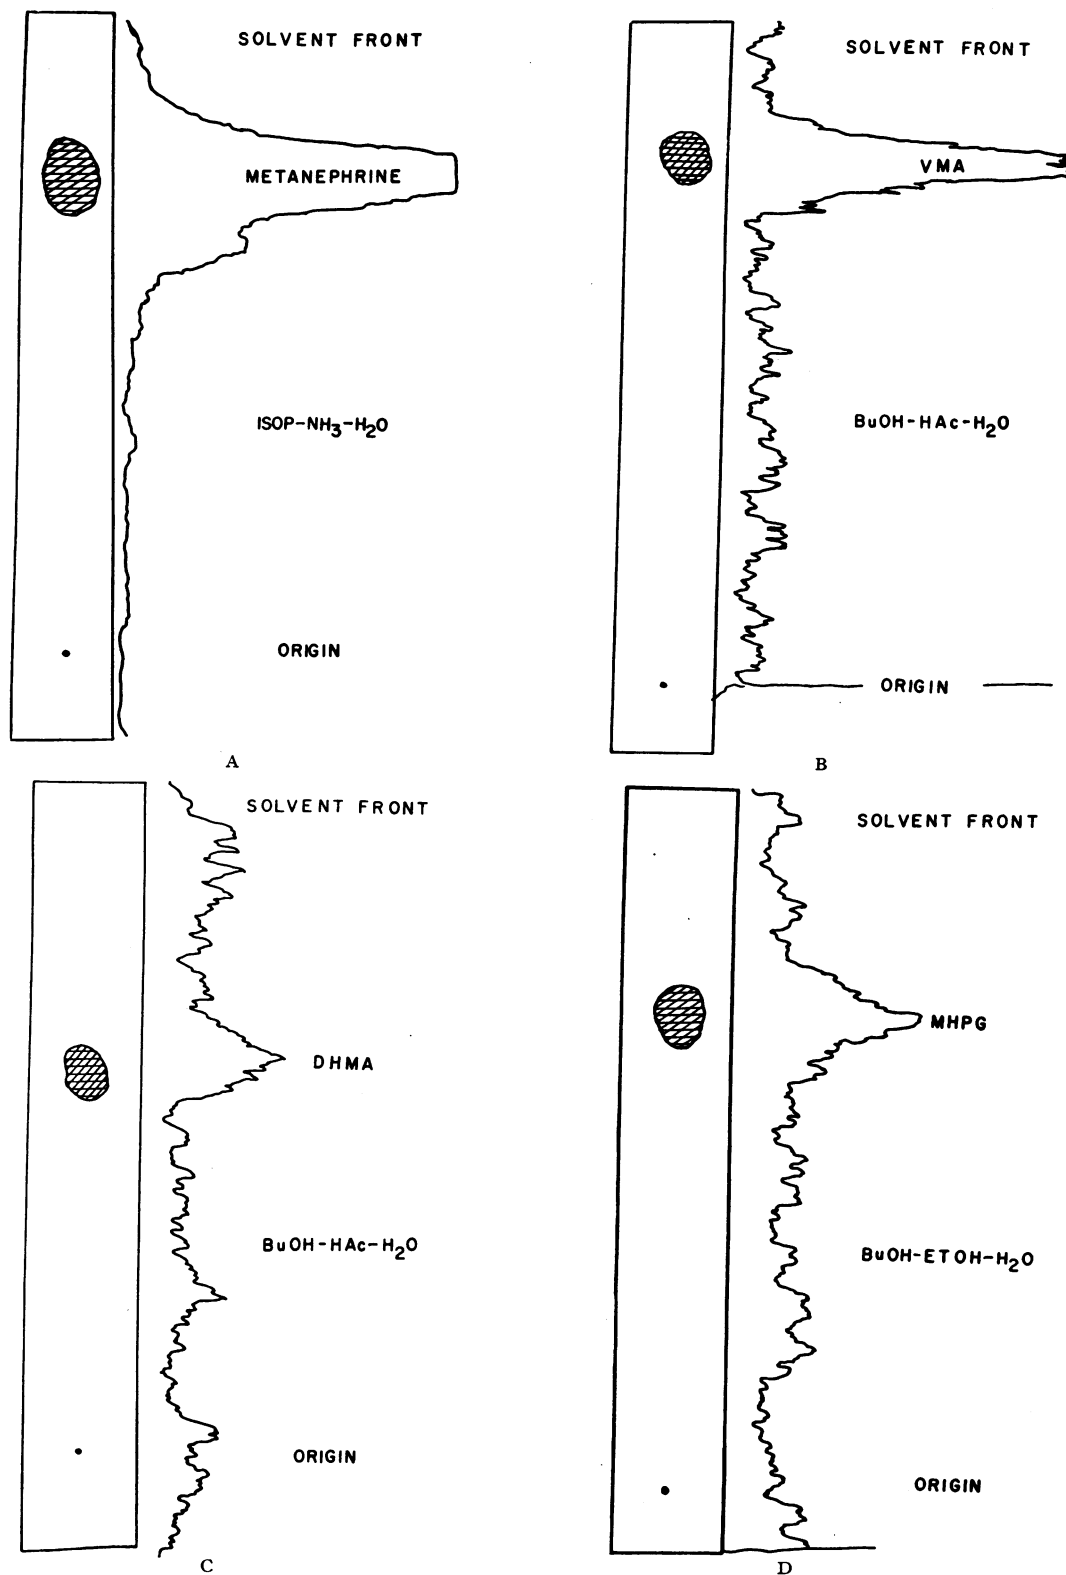 SOLVENT FRONT
METANEPHRINE
ISOP-NH3-H2O
ORIGIN
A
SOLVENT FRONT
VMA
BuOH-HAc-H2O
ORIGIN
B
SOLVENT FRONT
DHMA
BuOH-HAc-H2O
ORIGIN
C
SOLVENT FRONT
MHPG
BuOH-ETOH-H2O
ORIGIN
D